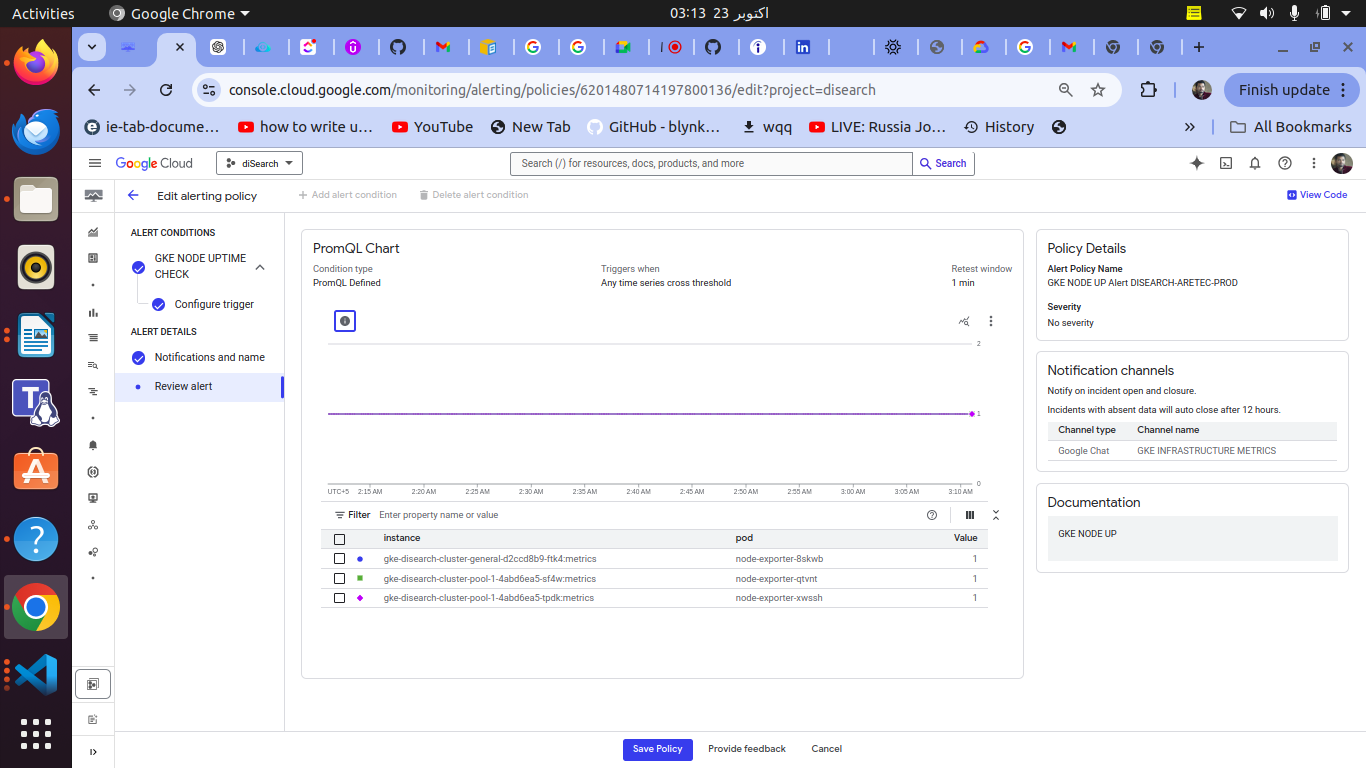 Activities
Google Chrome
03:13 23 اکتوبر
console.cloud.google.com/monitoring/alerting/policies/6201480714197800136/edit?project=disearch
Finish update
ie-tab-docume…
how to write u…
YouTube
New Tab
GitHub - blynk…
wqq
LIVE: Russia Jo…
History
All Bookmarks
Google Cloud
diSearch
Search (/) for resources, docs, products, and more
Search
Edit alerting policy
Add alert condition
Delete alert condition
View Code
ALERT CONDITIONS
GKE NODE UPTIME
CHECK
Configure trigger
ALERT DETAILS
Notifications and name
Review alert
PromQL Chart
Condition type
Triggers when
Retest window
PromQL Defined
Any time series cross threshold
1 min
2
1
0
UTC+5 2:15 AM 2:20 AM 2:25 AM 2:30 AM 2:35 AM 2:40 AM 2:45 AM 2:50 AM 2:55 AM 3:00 AM 3:05 AM 3:10 AM
Filter Enter property name or value
instance pod Value
gke-disearch-cluster-general-d2ccd8b9-ftk4:metrics node-exporter-8skwb 1
gke-disearch-cluster-pool-1-4abd6ea5-sf4w:metrics node-exporter-qtvnt 1
gke-disearch-cluster-pool-1-4abd6ea5-tpdk:metrics node-exporter-xwssh 1
Policy Details
Alert Policy Name
GKE NODE UP Alert DISEARCH-ARETEC-PROD
Severity
No severity
Notification channels
Notify on incident open and closure.
Incidents with absent data will auto close after 12 hours.
Channel type Channel name
Google Chat GKE INFRASTRUCTURE METRICS
Documentation
GKE NODE UP
Save Policy
Provide feedback
Cancel